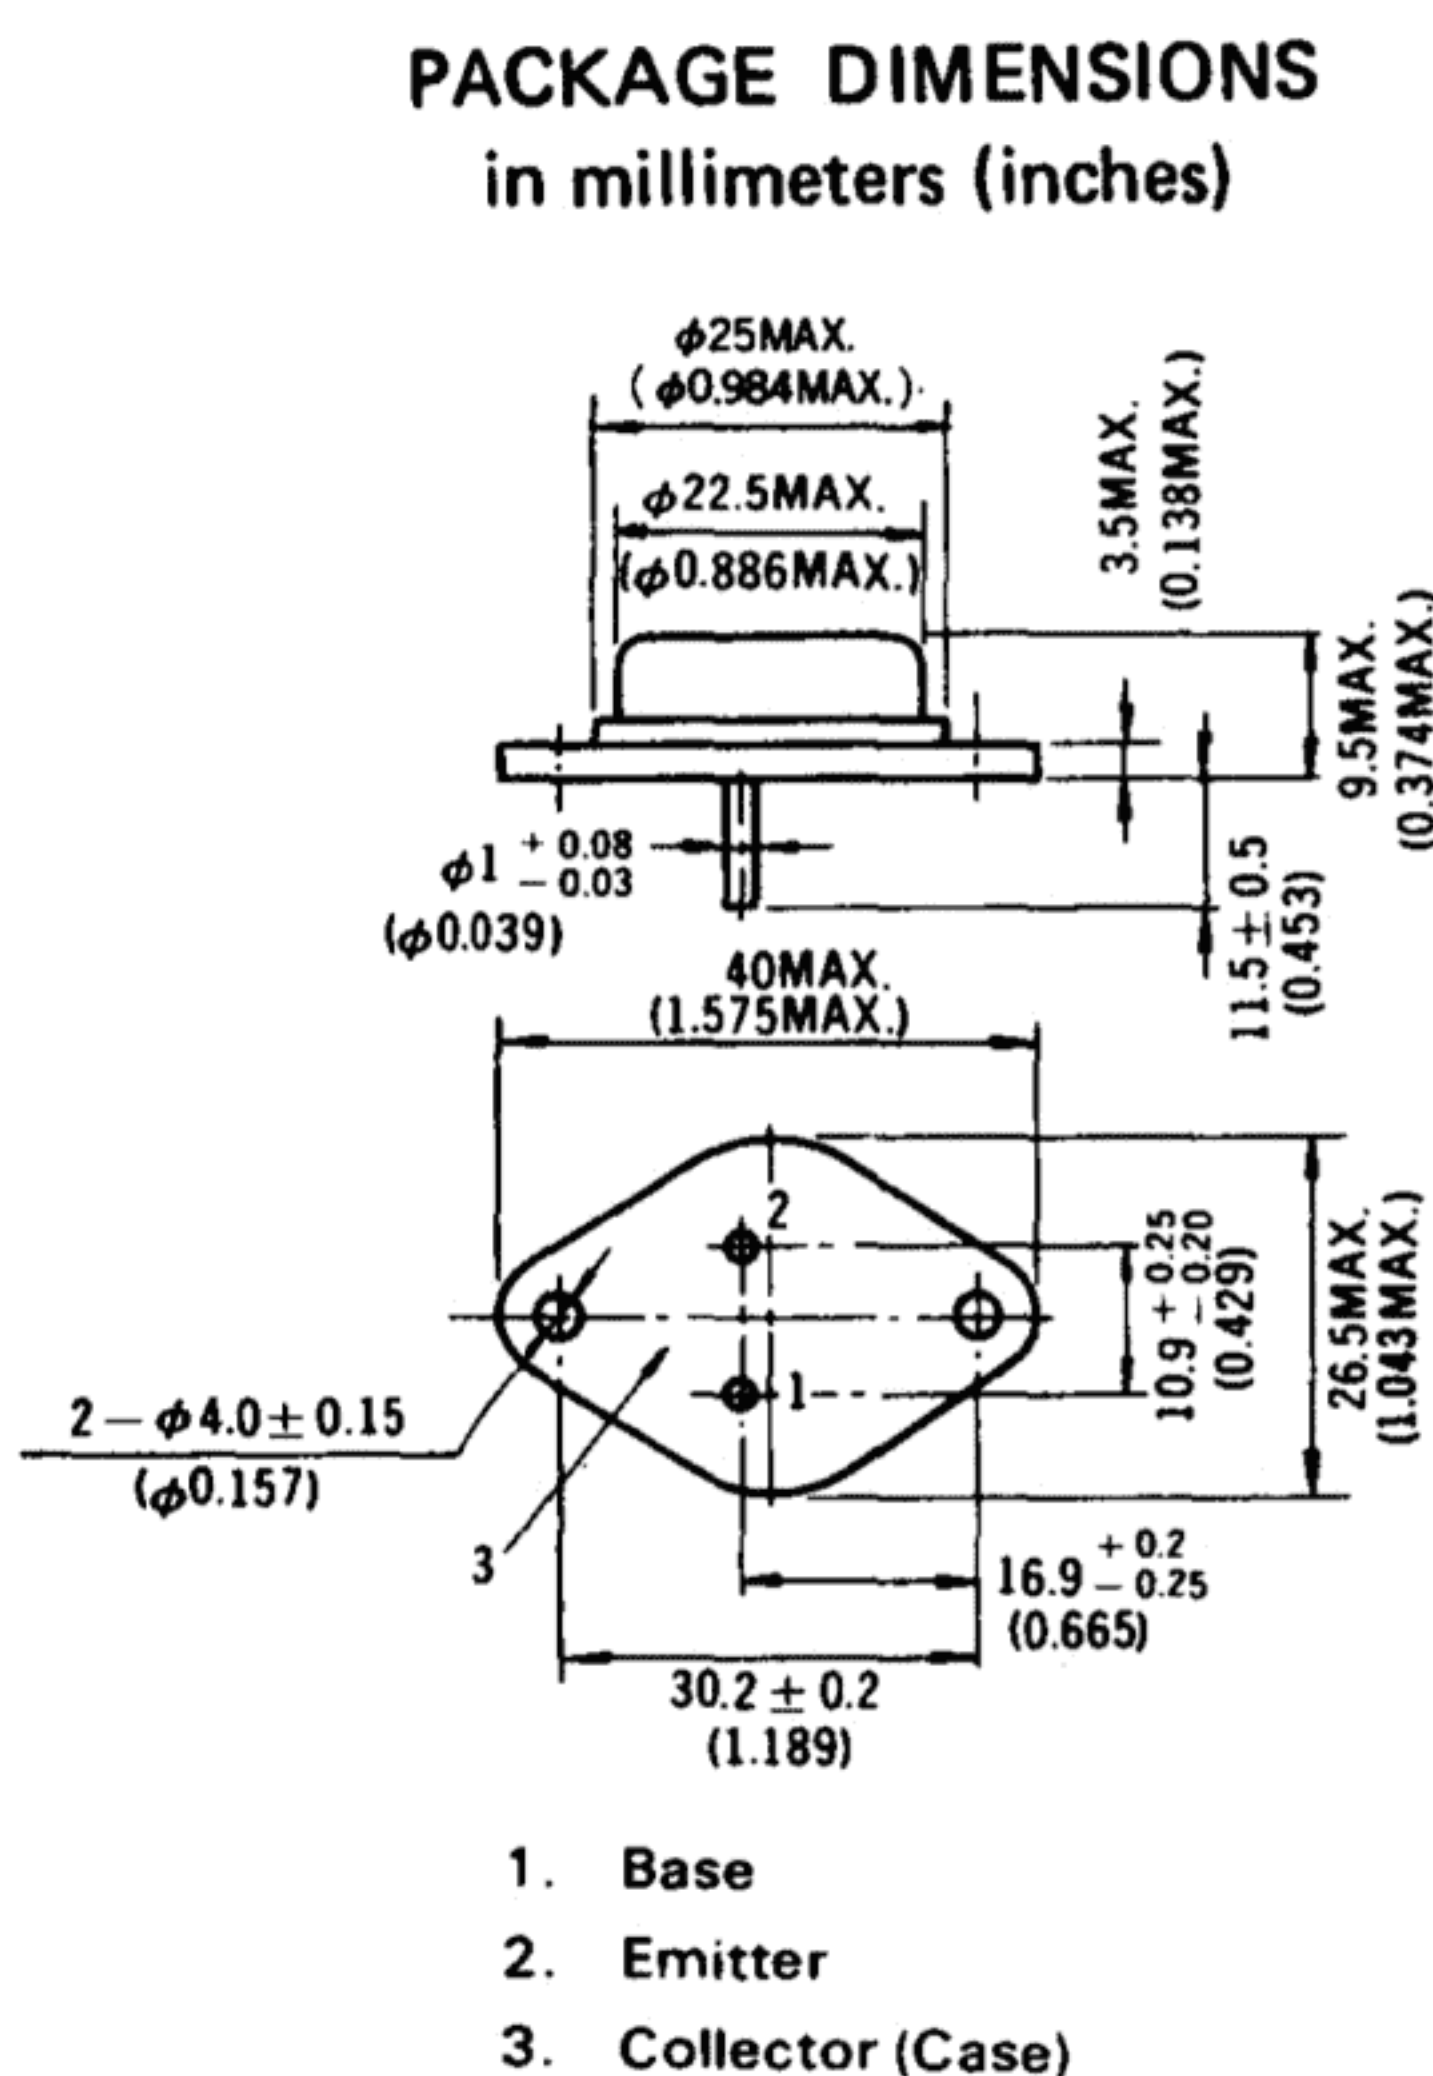 PACKAGE DIMENSIONS
in millimeters (inches)
ϕ25MAX.
(ϕ0.984MAX.)
ϕ22.5MAX.
(ϕ0.886MAX.)
3.5MAX.
(0.138MAX.)
9.5MAX.
(0.374MAX.)
ϕ1 +0.08 −0.03
(ϕ0.039)
11.5±0.5
(0.453)
40MAX.
(1.575MAX.)
2
1
10.9 +0.25 −0.20
(0.429)
26.5MAX.
(1.043MAX.)
2−ϕ4.0±0.15
(ϕ0.157)
3
16.9 +0.2 −0.25
(0.665)
30.2±0.2
(1.189)
1. Base
2. Emitter
3. Collector (Case)